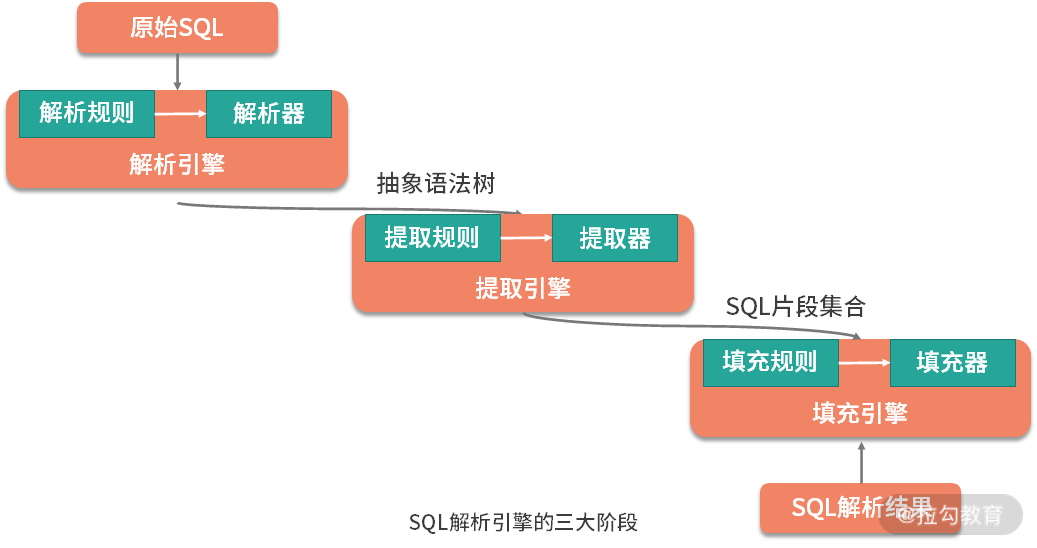 原始SQL
解析规则
解析器
解析引擎
抽象语法树
提取规则
提取器
提取引擎
SQL片段集合
填充规则
填充器
填充引擎
SQL解析结果
@拉勾教育
SQL解析引擎的三大阶段